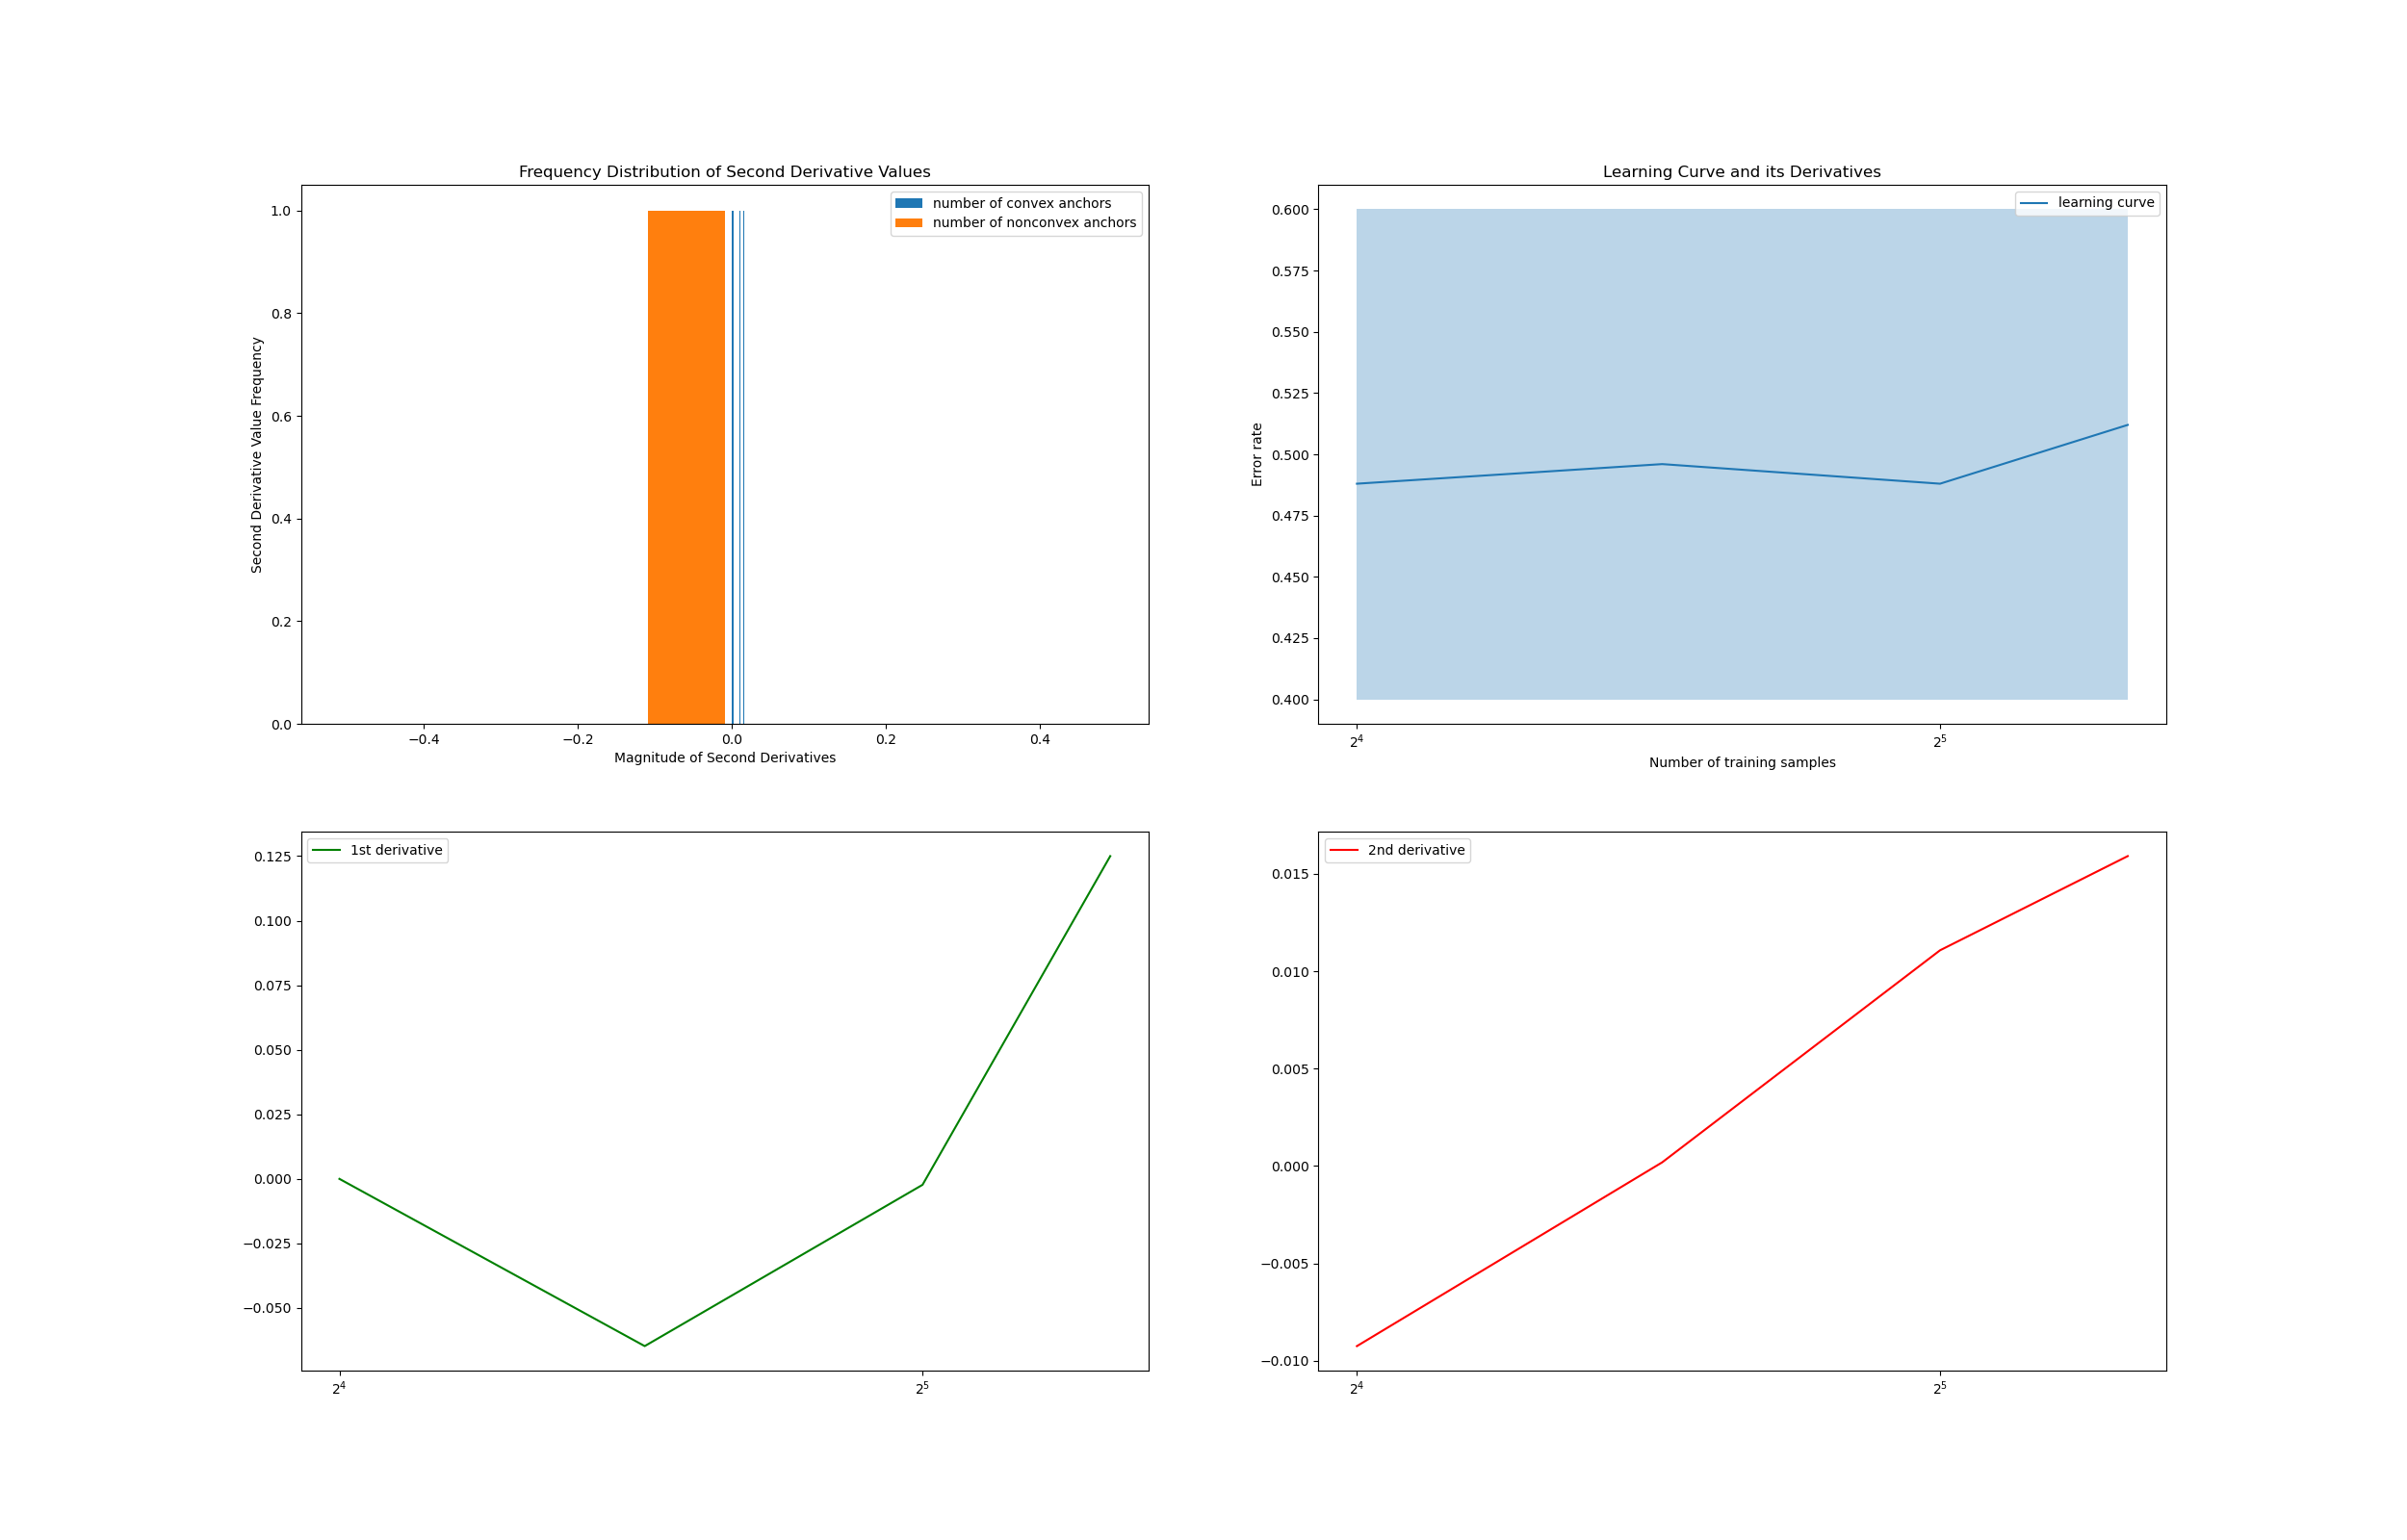 Frequency Distribution of Second Derivative Values
number of convex anchors
number of nonconvex anchors
Second Derivative Value Frequency
1.0
0.8
0.6
0.4
0.2
0.0
−0.4 −0.2 0.0 0.2 0.4
Magnitude of Second Derivatives
Learning Curve and its Derivatives
learning curve
Error rate
0.600
0.575
0.550
0.525
0.500
0.475
0.450
0.425
0.400
2⁴ 2⁵
Number of training samples
1st derivative
0.125
0.100
0.075
0.050
0.025
0.000
−0.025
−0.050
2⁴ 2⁵
2nd derivative
0.015
0.010
0.005
0.000
−0.005
−0.010
2⁴ 2⁵